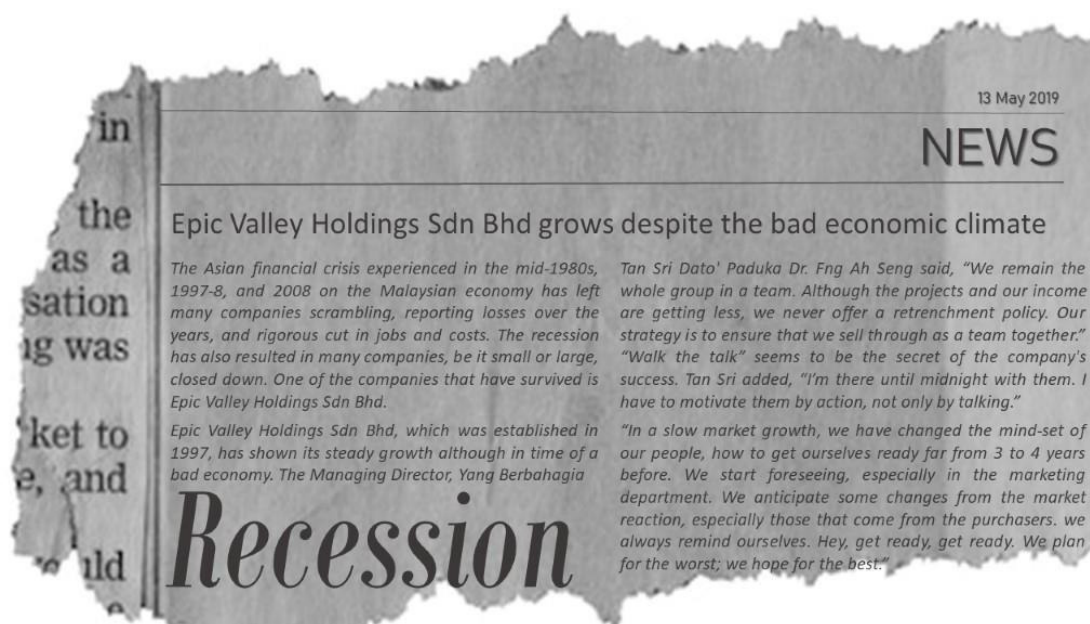 in
the
as a
sation
was
ket to
and
13 May 2019
NEWS
Epic Valley Holdings Sdn Bhd grows despite the bad economic climate
The Asian financial crisis experienced in the mid-1980s,
1997-8, and 2008 on the Malaysian economy has left
many companies scrambling, reporting losses over the
years, and rigorous cut in jobs and costs. The recession
has also resulted in many companies, be it small or large,
closed down. One of the companies that have survived is
Epic Valley Holdings Sdn Bhd.
Epic Valley Holdings Sdn Bhd, which was established in
1997, has shown its steady growth although in time of a
bad economy. The Managing Director, Yang Berbahagia
Recession
Tan Sri Dato' Paduka Dr. Fng Ah Seng said, “We remain the
whole group in a team. Although the projects and our income
are getting less, we never offer a retrenchment policy. Our
strategy is to ensure that we sell through as a team together.”
“Walk the talk” seems to be the secret of the company's
success. Tan Sri added, “I'm there until midnight with them. I
have to motivate them by action, not only by talking.”
“In a slow market growth, we have changed the mind-set of
our people, how to get ourselves ready far from 3 to 4 years
before. We start foreseeing, especially in the marketing
department. We anticipate some changes from the market
reaction, especially those that come from the purchasers. we
always remind ourselves. Hey, get ready, get ready. We plan
for the worst; we hope for the best.”